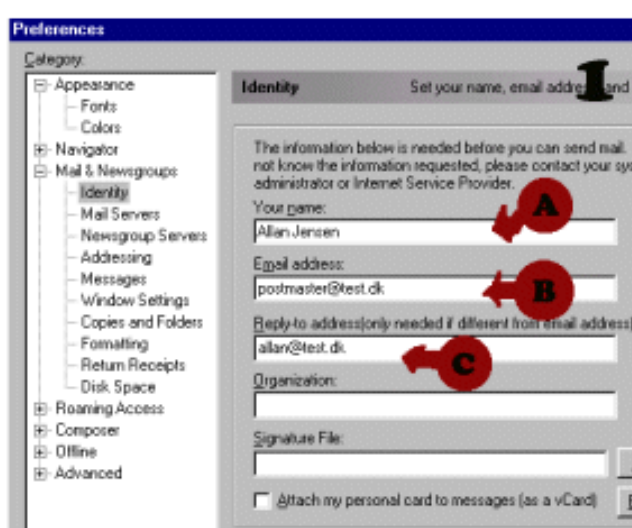 Preferences
Category:
Appearance
Fonts
Colors
Navigator
Mail & Newsgroups
Identity
Mail Servers
Newsgroup Servers
Addressing
Messages
Window Settings
Copies and Folders
Formatting
Return Receipts
Disk Space
Roaming Access
Composer
Offline
Advanced
Identity Set your name, email address and
1
The information below is needed before you can send mail.
not know the information requested, please contact your
administrator or Internet Service Provider.
Your name:
A
Allan Jensen
Email address:
postmaster@test.dk
B
Reply-to address(only needed if different from email address)
allan@test.dk
C
Organization:
Signature File:
Attach my personal card to messages (as a vCard)